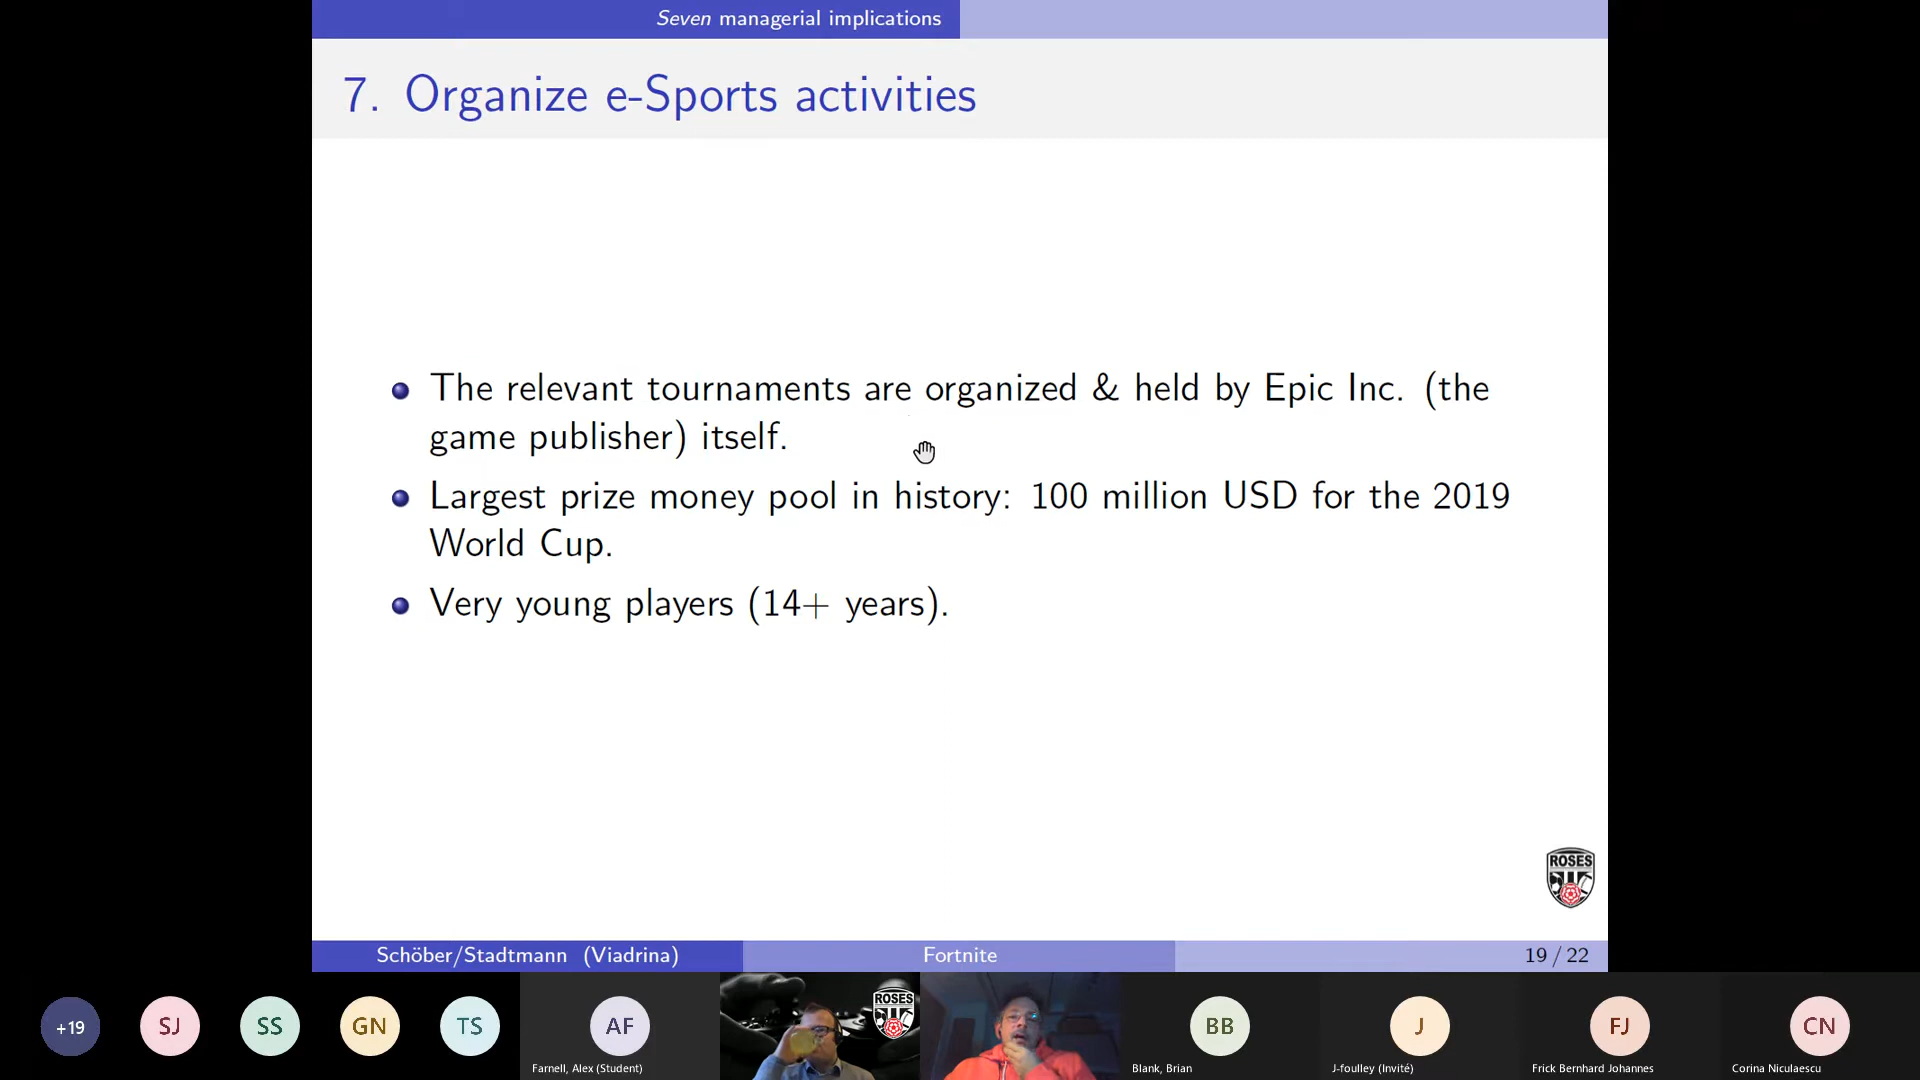 Seven managerial implications
7. Organize e-Sports activities
The relevant tournaments are organized & held by Epic Inc. (the
game publisher) itself.
Largest prize money pool in history: 100 million USD for the 2019
World Cup.
Very young players (14+ years).
ROSES
Schöber/Stadtmann (Viadrina)
Fortnite
19 / 22
+19
SJ
SS
GN
TS
AF
Farnell, Alex (Student)
ROSES
BB
Blank, Brian
J
J-foulley (Invité)
FJ
Frick Bernhard Johannes
CN
Corina Niculaescu